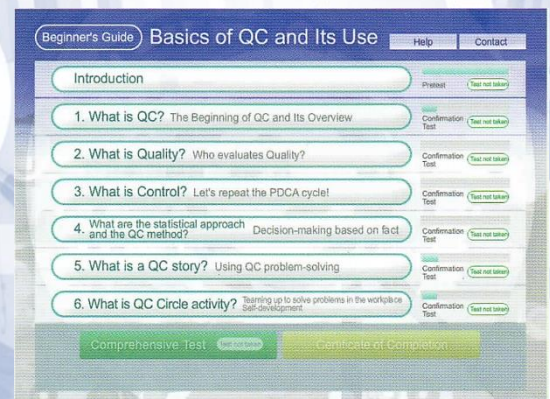 Beginner's Guide Basics of QC and Its Use Help Contact
Introduction
Pretest Test not taken
1. What is QC? The Beginning of QC and Its Overview
Confirmation Test Test not taken
2. What is Quality? Who evaluates Quality?
Confirmation Test Test not taken
3. What is Control? Let's repeat the PDCA cycle!
Confirmation Test Test not taken
4. What are the statistical approach
and the QC method? Decision-making based on fact
Confirmation Test Test not taken
5. What is a QC story? Using QC problem-solving
Confirmation Test Test not taken
6. What is QC Circle activity? Tearning up to solve problems in the workplace
Self-development
Confirmation Test Test not taken
Comprehensive Test Test not taken Certificate of Completion